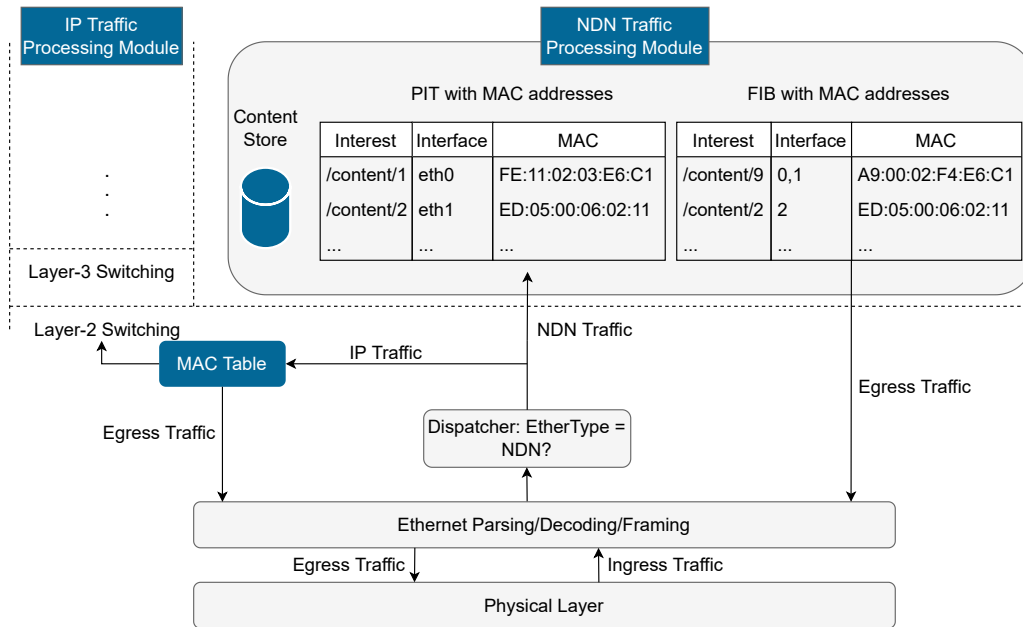 IP Traffic
Processing Module
NDN Traffic
Processing Module
PIT with MAC addresses
FIB with MAC addresses
Content
Store
Interest Interface MAC
/content/1 eth0 FE:11:02:03:E6:C1
/content/2 eth1 ED:05:00:06:02:11
... ... ...
Interest Interface MAC
/content/9 0,1 A9:00:02:F4:E6:C1
/content/2 2 ED:05:00:06:02:11
... ... ...
.
.
.
Layer-3 Switching
Layer-2 Switching
NDN Traffic
IP Traffic
MAC Table
Egress Traffic
Egress Traffic
Dispatcher: EtherType =
NDN?
Ethernet Parsing/Decoding/Framing
Egress Traffic
Ingress Traffic
Physical Layer